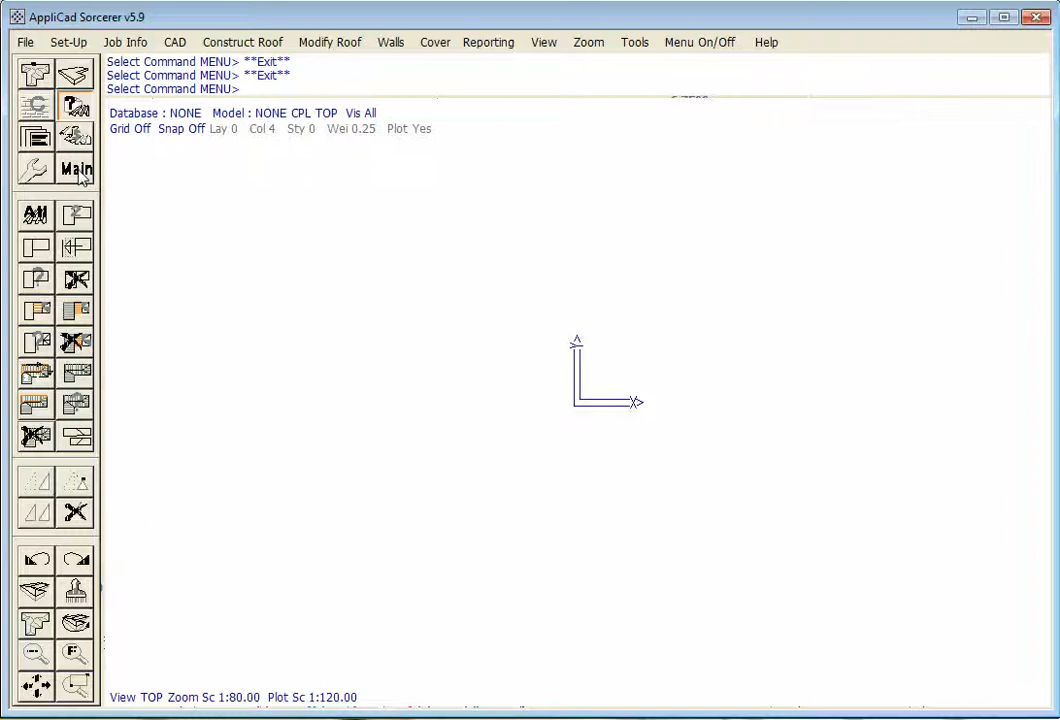 AppliCad Sorcerer v5.9
File Set-Up Job Info CAD Construct Roof Modify Roof Walls Cover Reporting View Zoom Tools Menu On/Off Help
Select Command MENU> **Exit**
Select Command MENU> **Exit**
Select Command MENU>
Database : NONE Model : NONE CPL TOP Vis All
Grid Off Snap Off Lay 0 Col 4 Sty 0 Wei 0.25 Plot Yes
Main
All
Y
X
View TOP Zoom Sc 1:80.00 Plot Sc 1:120.00